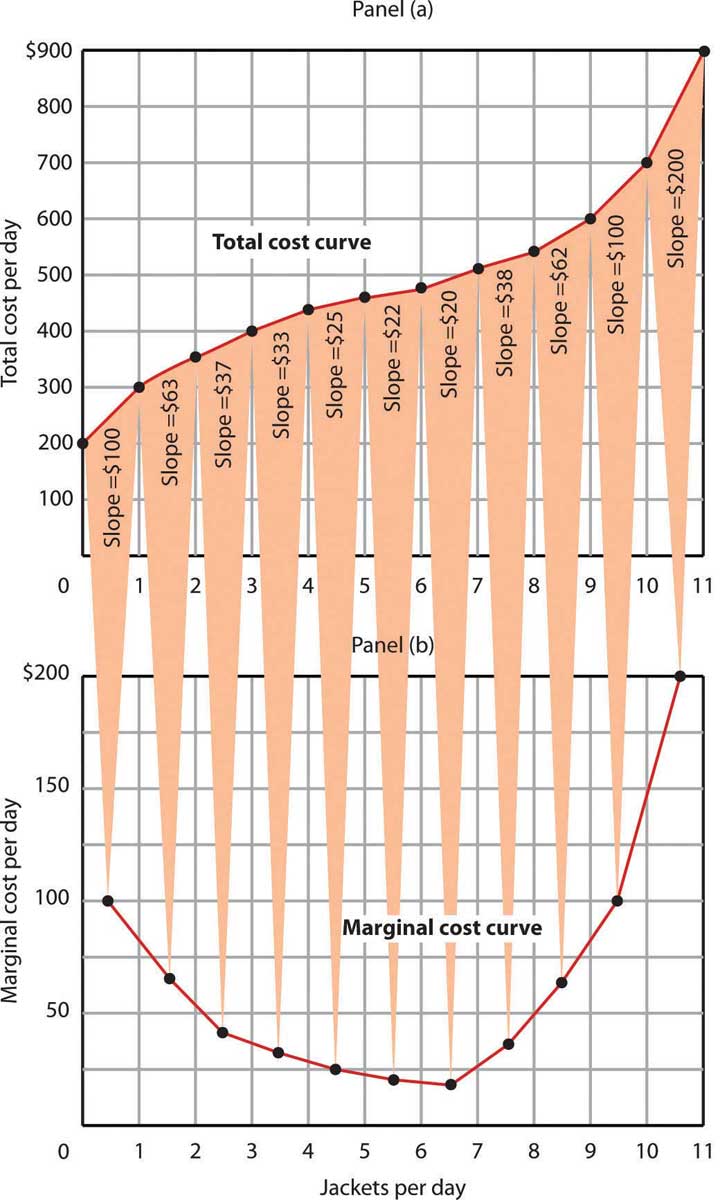 Panel (a)
$900
800
700
600
500
400
300
200
100
Total cost per day
Total cost curve
Slope =$100
Slope =$63
Slope =$37
Slope =$33
Slope =$25
Slope =$22
Slope =$20
Slope =$38
Slope =$62
Slope =$100
Slope =$200
0 1 2 3 4 5 6 7 8 9 10 11
Panel (b)
$200
150
100
50
Marginal cost per day
Marginal cost curve
0 1 2 3 4 5 6 7 8 9 10 11
Jackets per day